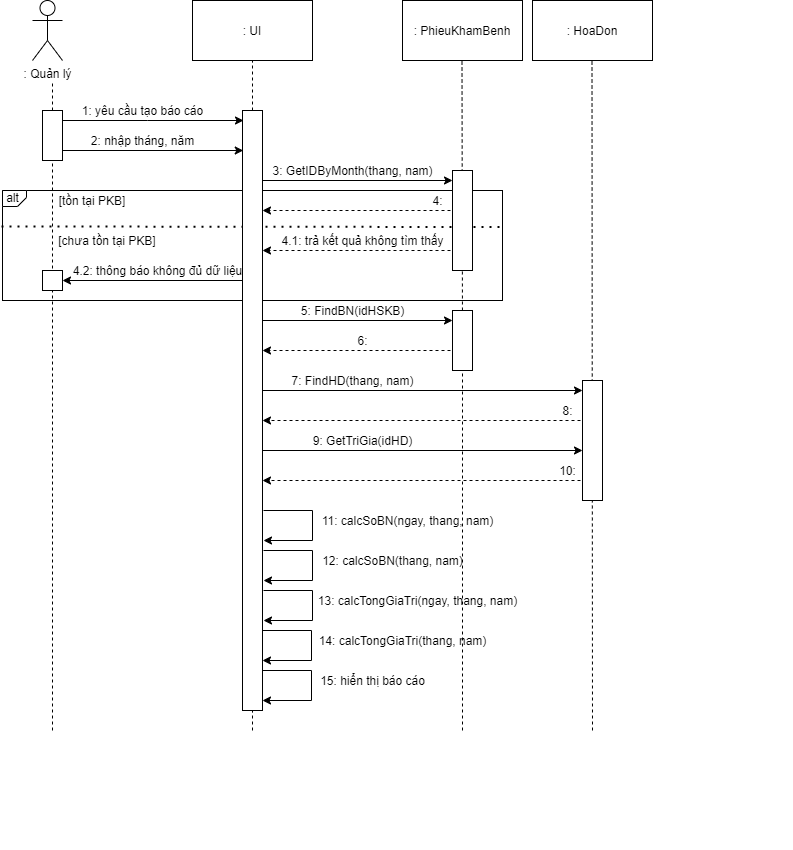 : UI
: PhieuKhamBenh
: HoaDon
: Quản lý
1: yêu cầu tạo báo cáo
2: nhập tháng, năm
3: GetIDByMonth(thang, nam)
alt
[tồn tại PKB]
4:
[chưa tồn tại PKB]
4.1: trả kết quả không tìm thấy
4.2: thông báo không đủ dữ liệu
5: FindBN(idHSKB)
6:
7: FindHD(thang, nam)
8:
9: GetTriGia(idHD)
10:
11: calcSoBN(ngay, thang, nam)
12: calcSoBN(thang, nam)
13: calcTongGiaTri(ngay, thang, nam)
14: calcTongGiaTri(thang, nam)
15: hiển thị báo cáo